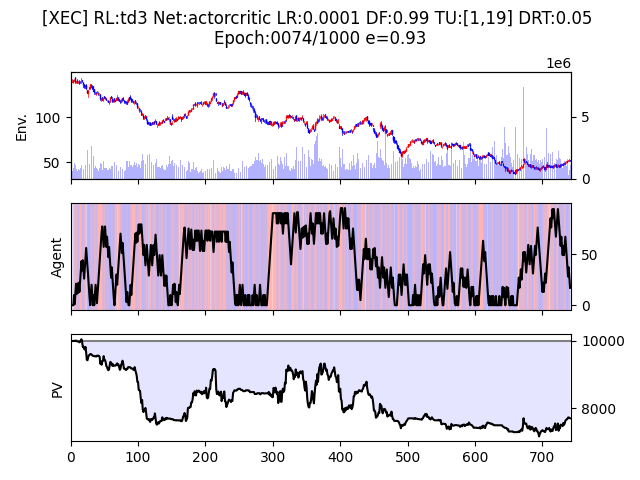 [XEC] RL:td3 Net:actorcritic LR:0.0001 DF:0.99 TU:[1,19] DRT:0.05
Epoch:0074/1000 e=0.93
1e6
Env.
100
50
5
0
Agent
50
0
PV
10000
8000
0 100 200 300 400 500 600 700